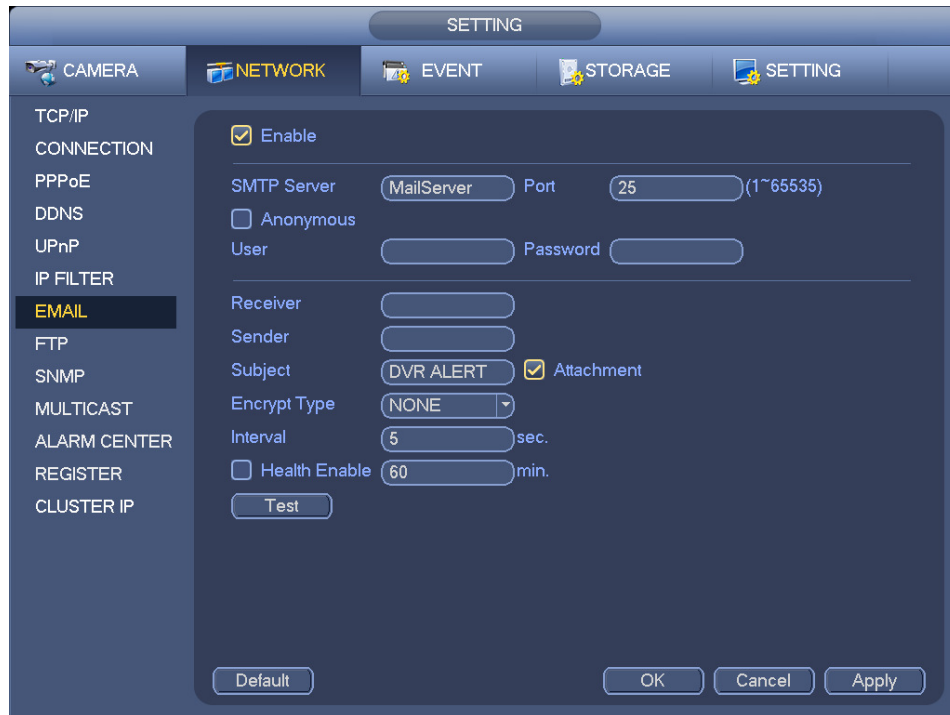 SETTING
CAMERA NETWORK EVENT STORAGE SETTING
TCP/IP
CONNECTION
PPPoE
DDNS
UPnP
IP FILTER
EMAIL
FTP
SNMP
MULTICAST
ALARM CENTER
REGISTER
CLUSTER IP
Enable
SMTP Server MailServer Port 25 (1~65535)
Anonymous
User Password
Receiver
Sender
Subject DVR ALERT Attachment
Encrypt Type NONE
Interval 5 sec.
Health Enable 60 min.
Test
Default OK Cancel Apply